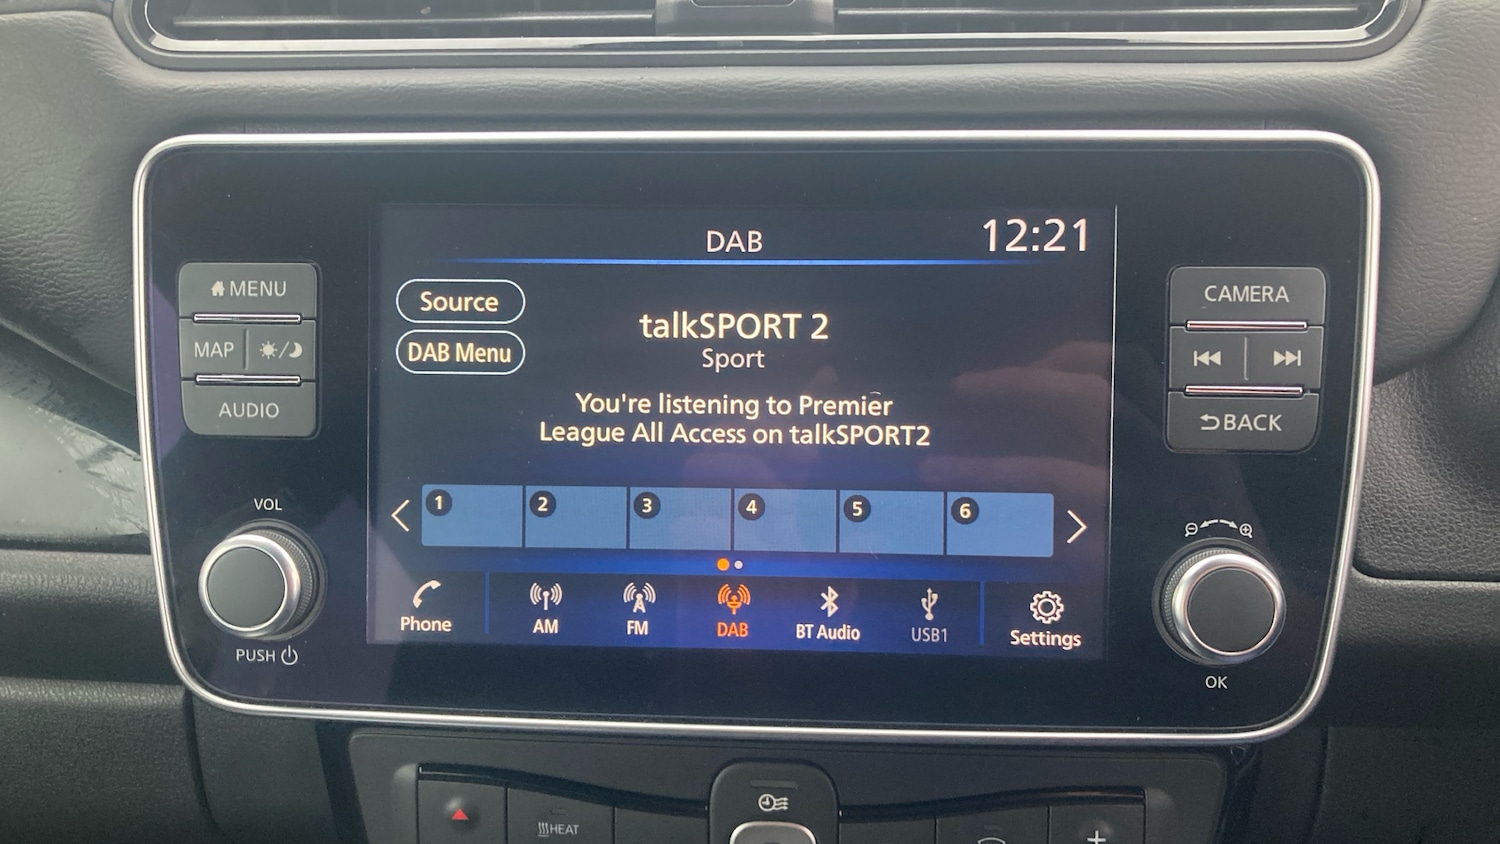 DAB
12:21
MENU
MAP
AUDIO
VOL
PUSH
Source
DAB Menu
talkSPORT 2
Sport
You're listening to Premier
League All Access on talkSPORT2
1 2 3 4 5 6
Phone
AM
FM
DAB
BT Audio
USB1
Settings
CAMERA
BACK
OK
HEAT